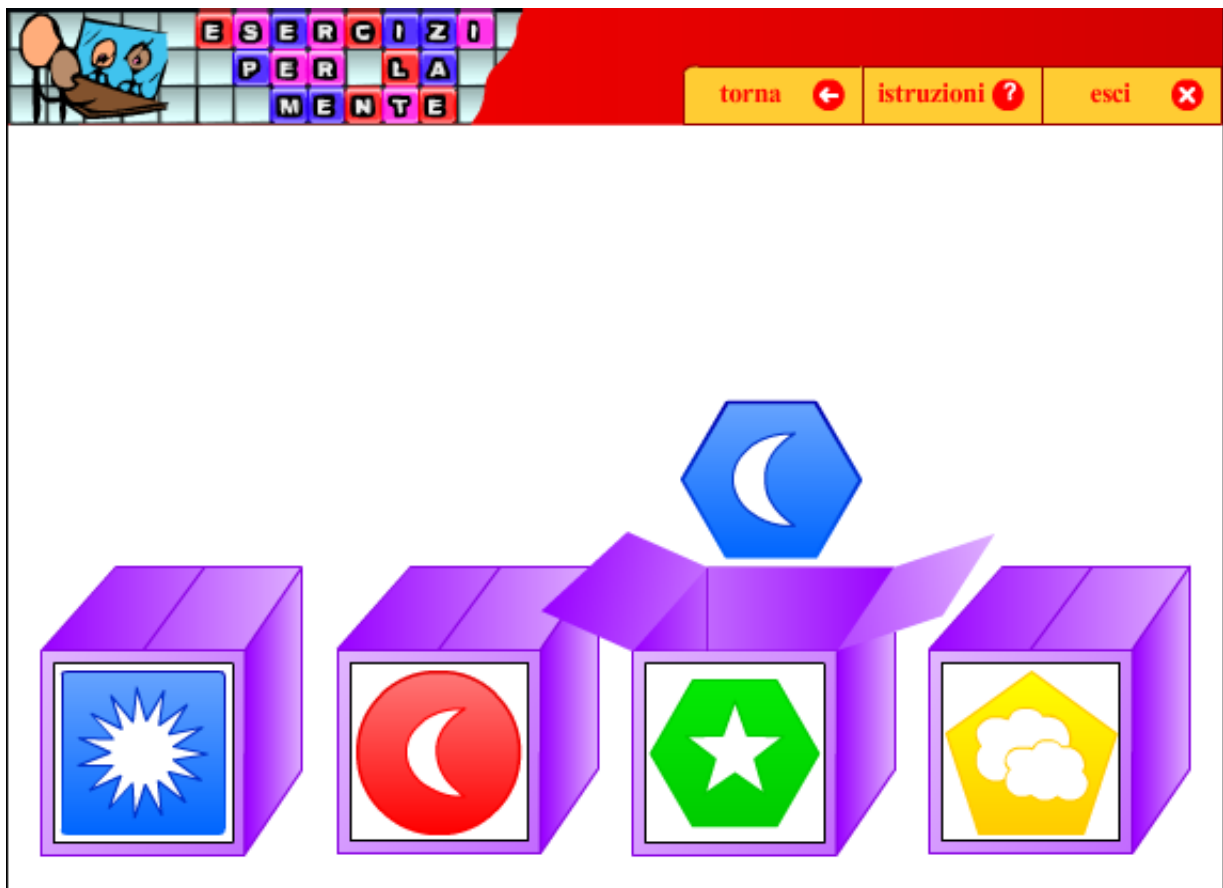 ESERCIZI
PER LA
MENTE
torna
istruzioni ?
esci